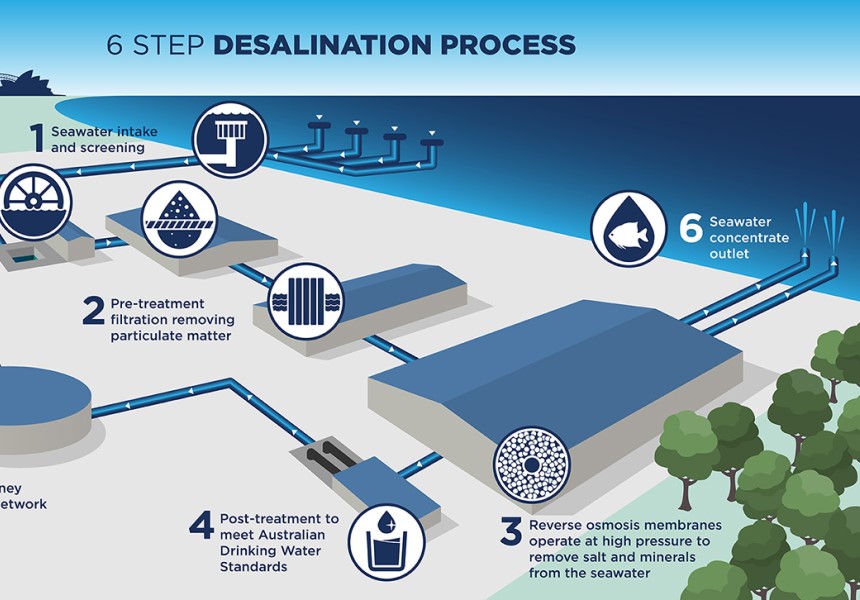 6 STEP DESALINATION PROCESS
1 Seawater intake
and screening
2 Pre-treatment
filtration removing
particulate matter
3 Reverse osmosis membranes
operate at high pressure to
remove salt and minerals
from the seawater
4 Post-treatment to
meet Australian
Drinking Water
Standards
6 Seawater
concentrate
outlet